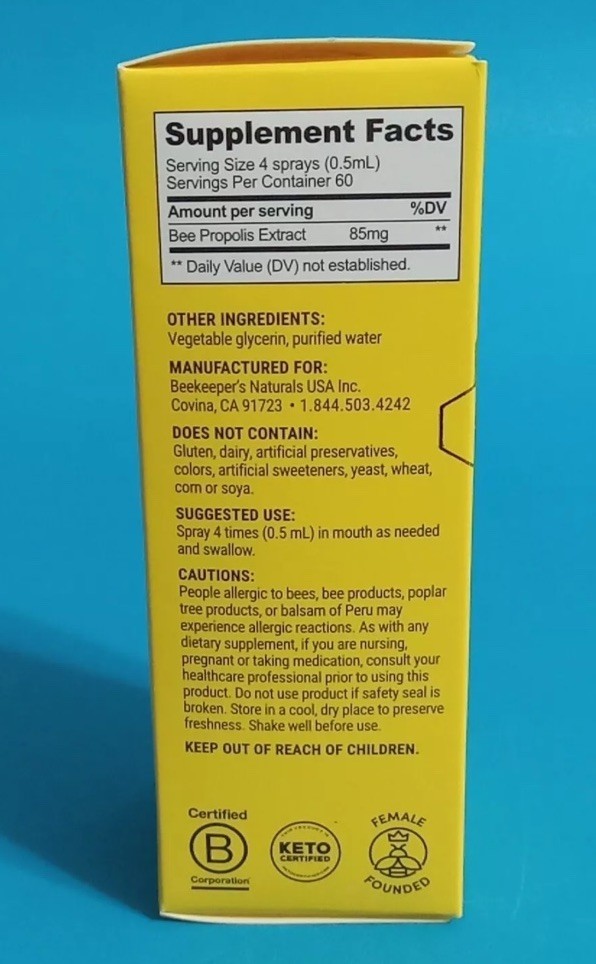 Supplement Facts
Serving Size 4 sprays (0.5mL)
Servings Per Container 60
Amount per serving %DV
Bee Propolis Extract 85mg **
** Daily Value (DV) not established.
OTHER INGREDIENTS:
Vegetable glycerin, purified water
MANUFACTURED FOR:
Beekeeper's Naturals USA Inc.
Covina, CA 91723 • 1.844.503.4242
DOES NOT CONTAIN:
Gluten, dairy, artificial preservatives,
colors, artificial sweeteners, yeast, wheat,
corn or soya.
SUGGESTED USE:
Spray 4 times (0.5 mL) in mouth as needed
and swallow.
CAUTIONS:
People allergic to bees, bee products, poplar
tree products, or balsam of Peru may
experience allergic reactions. As with any
dietary supplement, if you are nursing,
pregnant or taking medication, consult your
healthcare professional prior to using this
product. Do not use product if safety seal is
broken. Store in a cool, dry place to preserve
freshness. Shake well before use.
KEEP OUT OF REACH OF CHILDREN.
Certified
B
Corporation
KETO
CERTIFIED
FEMALE
FOUNDED